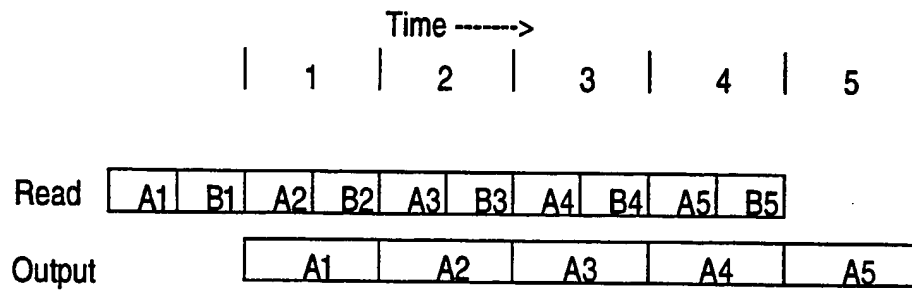 Time ------->
| 1 | 2 | 3 | 4 | 5
Read A1 B1 A2 B2 A3 B3 A4 B4 A5 B5
Output A1 A2 A3 A4 A5